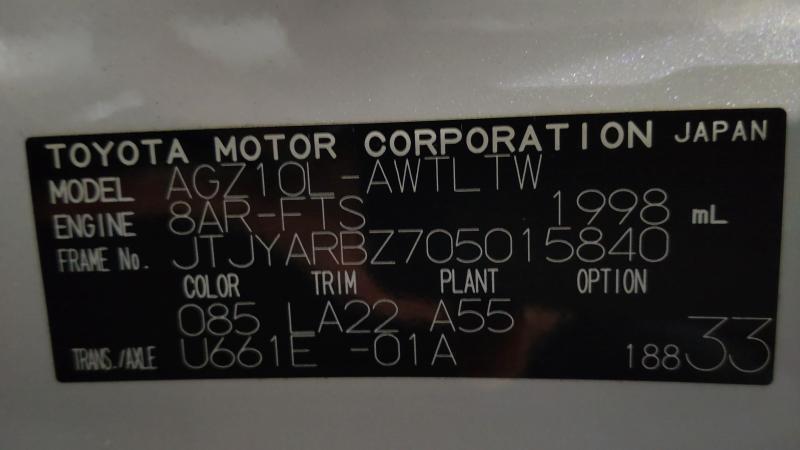 TOYOTA MOTOR CORPORATION JAPAN
MODEL AGZ10L-AWTLTW
ENGINE 8AR-FTS 1998 mL
FRAME No. JTJYARBZ705015840
COLOR TRIM PLANT OPTION
085 LA22 A55
TRANS./AXLE U661E -01A 188 33